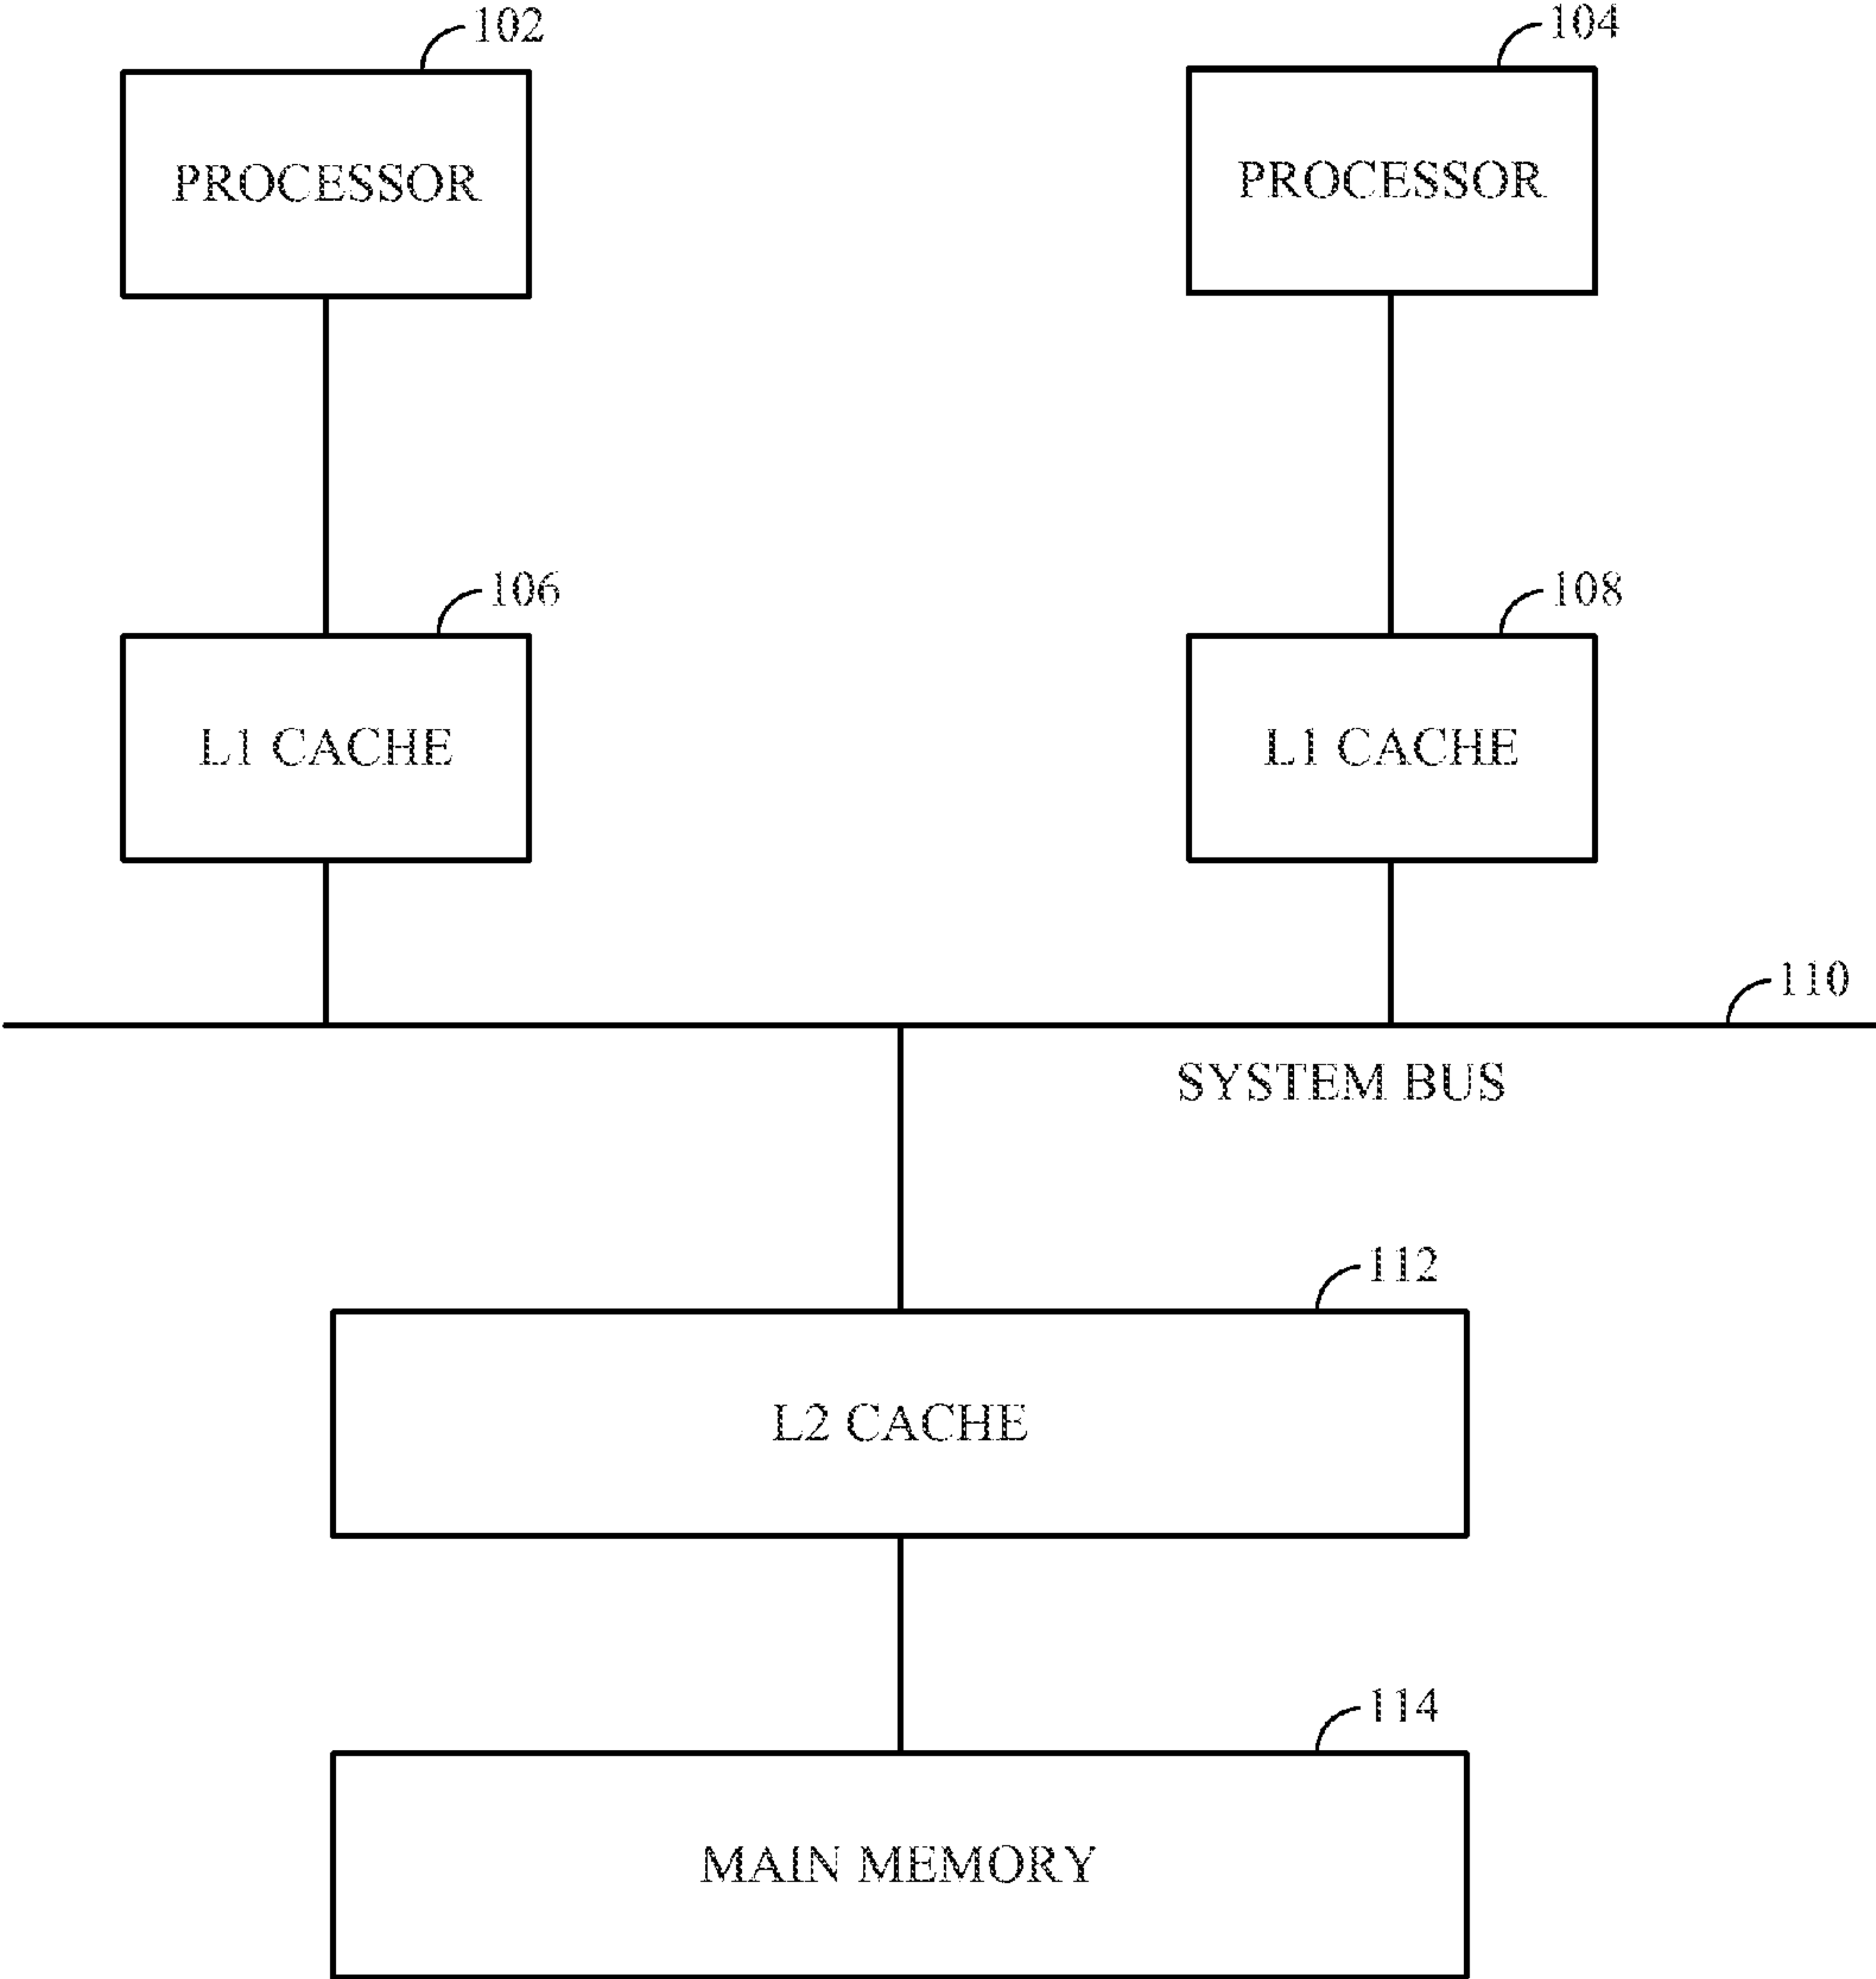 102
104
PROCESSOR
PROCESSOR
106
108
L1 CACHE
L1 CACHE
110
SYSTEM BUS
112
L2 CACHE
114
MAIN MEMORY